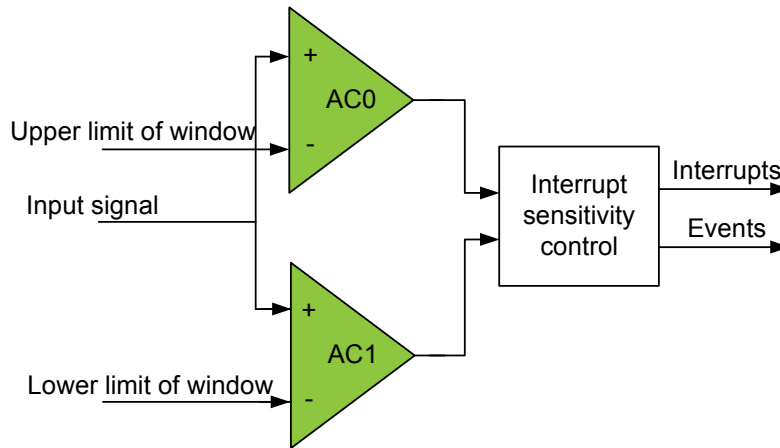 +
AC0
-
Upper limit of window
Input signal
Interrupt
sensitivity
control
Interrupts
Events
+
AC1
-
Lower limit of window